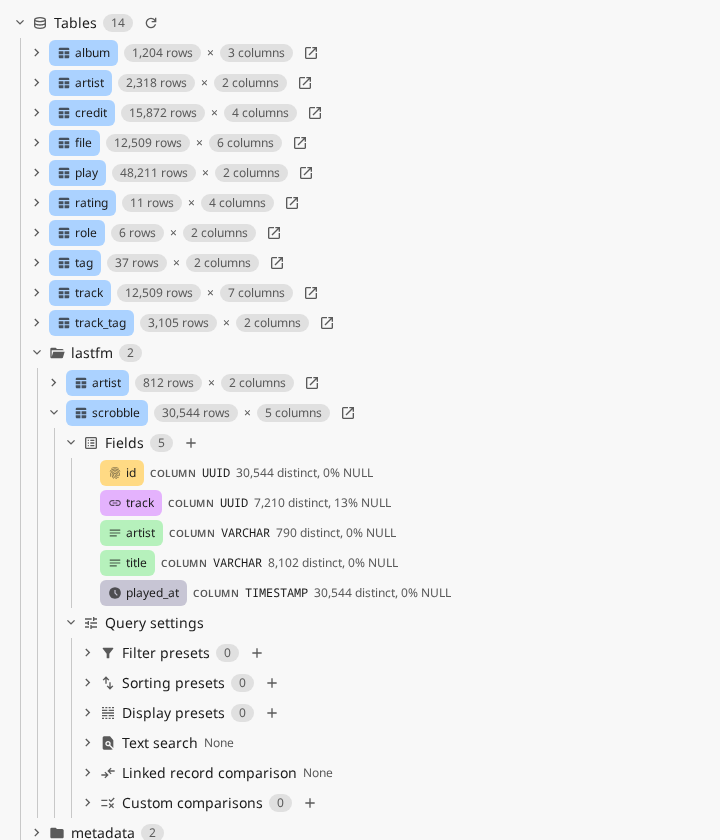 Tables 14
album 1,204 rows × 3 columns
artist 2,318 rows × 2 columns
credit 15,872 rows × 4 columns
file 12,509 rows × 6 columns
play 48,211 rows × 2 columns
rating 11 rows × 4 columns
role 6 rows × 2 columns
tag 37 rows × 2 columns
track 12,509 rows × 7 columns
track_tag 3,105 rows × 2 columns
lastfm 2
artist 812 rows × 2 columns
scrobble 30,544 rows × 5 columns
Fields 5
id COLUMN UUID 30,544 distinct, 0% NULL
track COLUMN UUID 7,210 distinct, 13% NULL
artist COLUMN VARCHAR 790 distinct, 0% NULL
title COLUMN VARCHAR 8,102 distinct, 0% NULL
played_at COLUMN TIMESTAMP 30,544 distinct, 0% NULL
Query settings
Filter presets 0
Sorting presets 0
Display presets 0
Text search None
Linked record comparison None
Custom comparisons 0
metadata 2